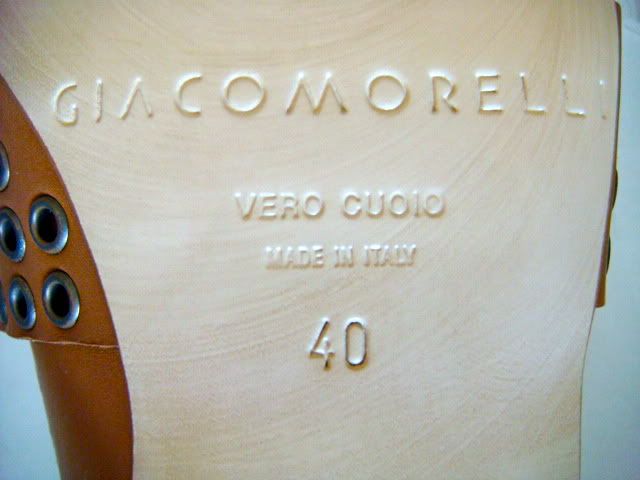 GIACOMORELLI
VERO CUOIO
MADE IN ITALY
40